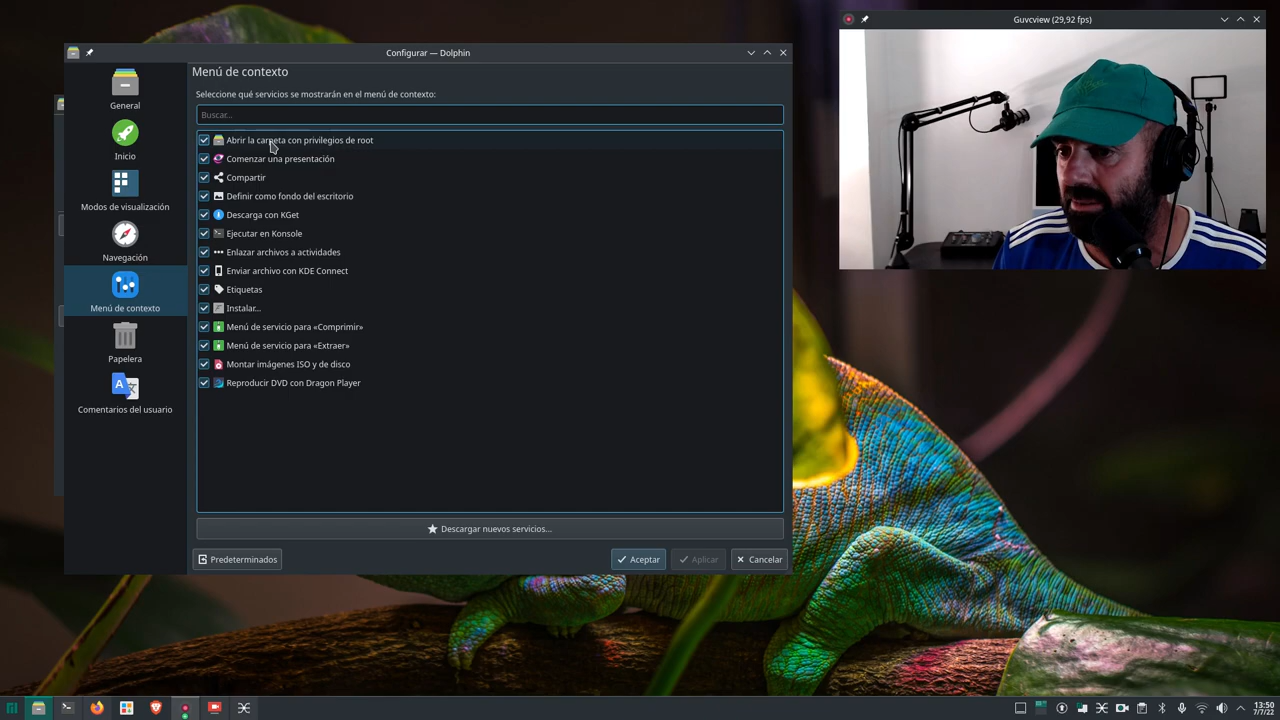 Guvcview (29,92 fps)
Configurar — Dolphin
Menú de contexto
Seleccione qué servicios se mostrarán en el menú de contexto:
Buscar...
General
Inicio
Modos de visualización
Navegación
Menú de contexto
Papelera
Comentarios del usuario
Abrir la carpeta con privilegios de root
Comenzar una presentación
Compartir
Definir como fondo del escritorio
Descarga con KGet
Ejecutar en Konsole
Enlazar archivos a actividades
Enviar archivo con KDE Connect
Etiquetas
Instalar...
Menú de servicio para «Comprimir»
Menú de servicio para «Extraer»
Montar imágenes ISO y de disco
Reproducir DVD con Dragon Player
Descargar nuevos servicios...
Predeterminados
Aceptar
Aplicar
Cancelar
13:50
7/7/22